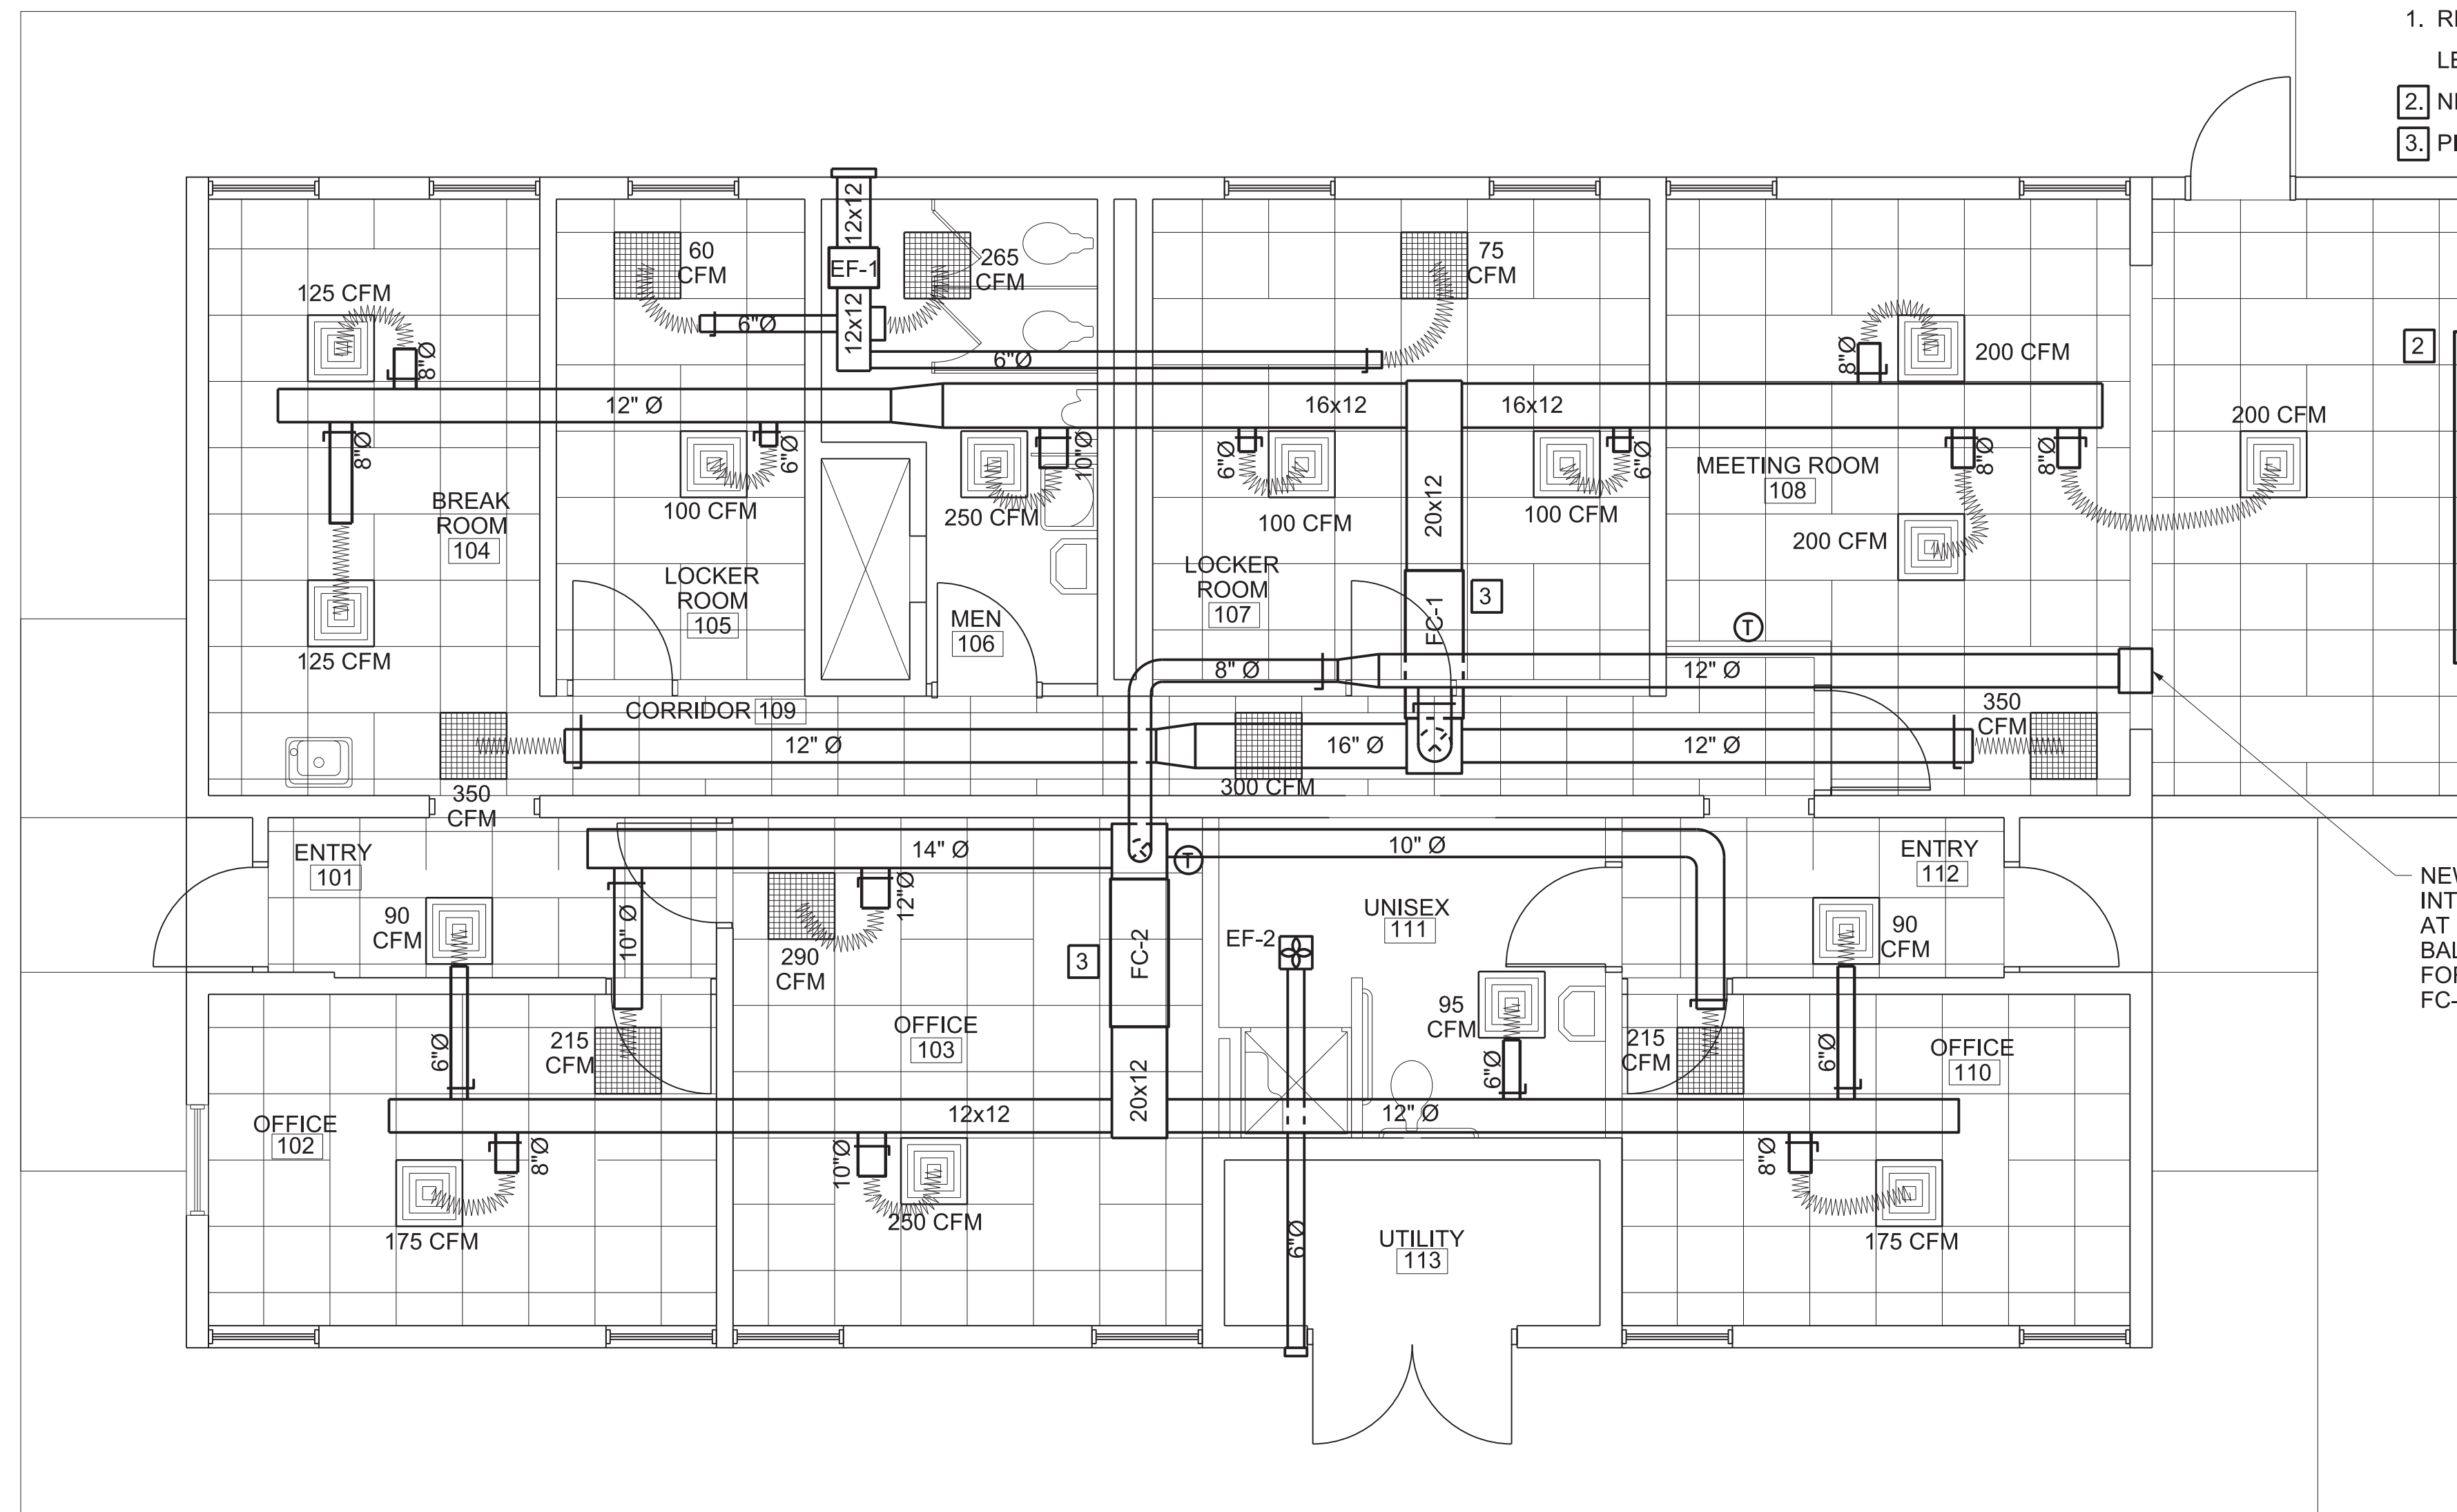 1. RE
LE
2. NE
3. PE
12x12
60
CFM
EF-1
265
CFM
75
CFM
125 CFM
6"Ø
12x12
6"Ø
8"Ø
8"Ø
200 CFM
2
12" Ø
16x12
16x12
200 CFM
8"Ø
6"Ø
10"Ø
6"Ø
6"Ø
8"Ø
8"Ø
MEETING ROOM
108
BREAK
ROOM
104
100 CFM
250 CFM
100 CFM
20x12
100 CFM
200 CFM
LOCKER
ROOM
105
MEN
106
LOCKER
ROOM
107
FC-1
3
T
125 CFM
8" Ø
12" Ø
CORRIDOR 109
350
CFM
12" Ø
16" Ø
12" Ø
350
CFM
300 CFM
ENTRY
101
14" Ø
T
10" Ø
ENTRY
112
NEW
INT
AT
BAL
FOR
FC-
90
CFM
10" Ø
12"Ø
290
CFM
3
FC-2
EF-2
UNISEX
111
90
CFM
6"Ø
215
CFM
OFFICE
103
95
CFM
6"Ø
215
CFM
6"Ø
OFFICE
110
OFFICE
102
12x12
20x12
12" Ø
8"Ø
10"Ø
8"Ø
175 CFM
250 CFM
6"Ø
UTILITY
113
175 CFM